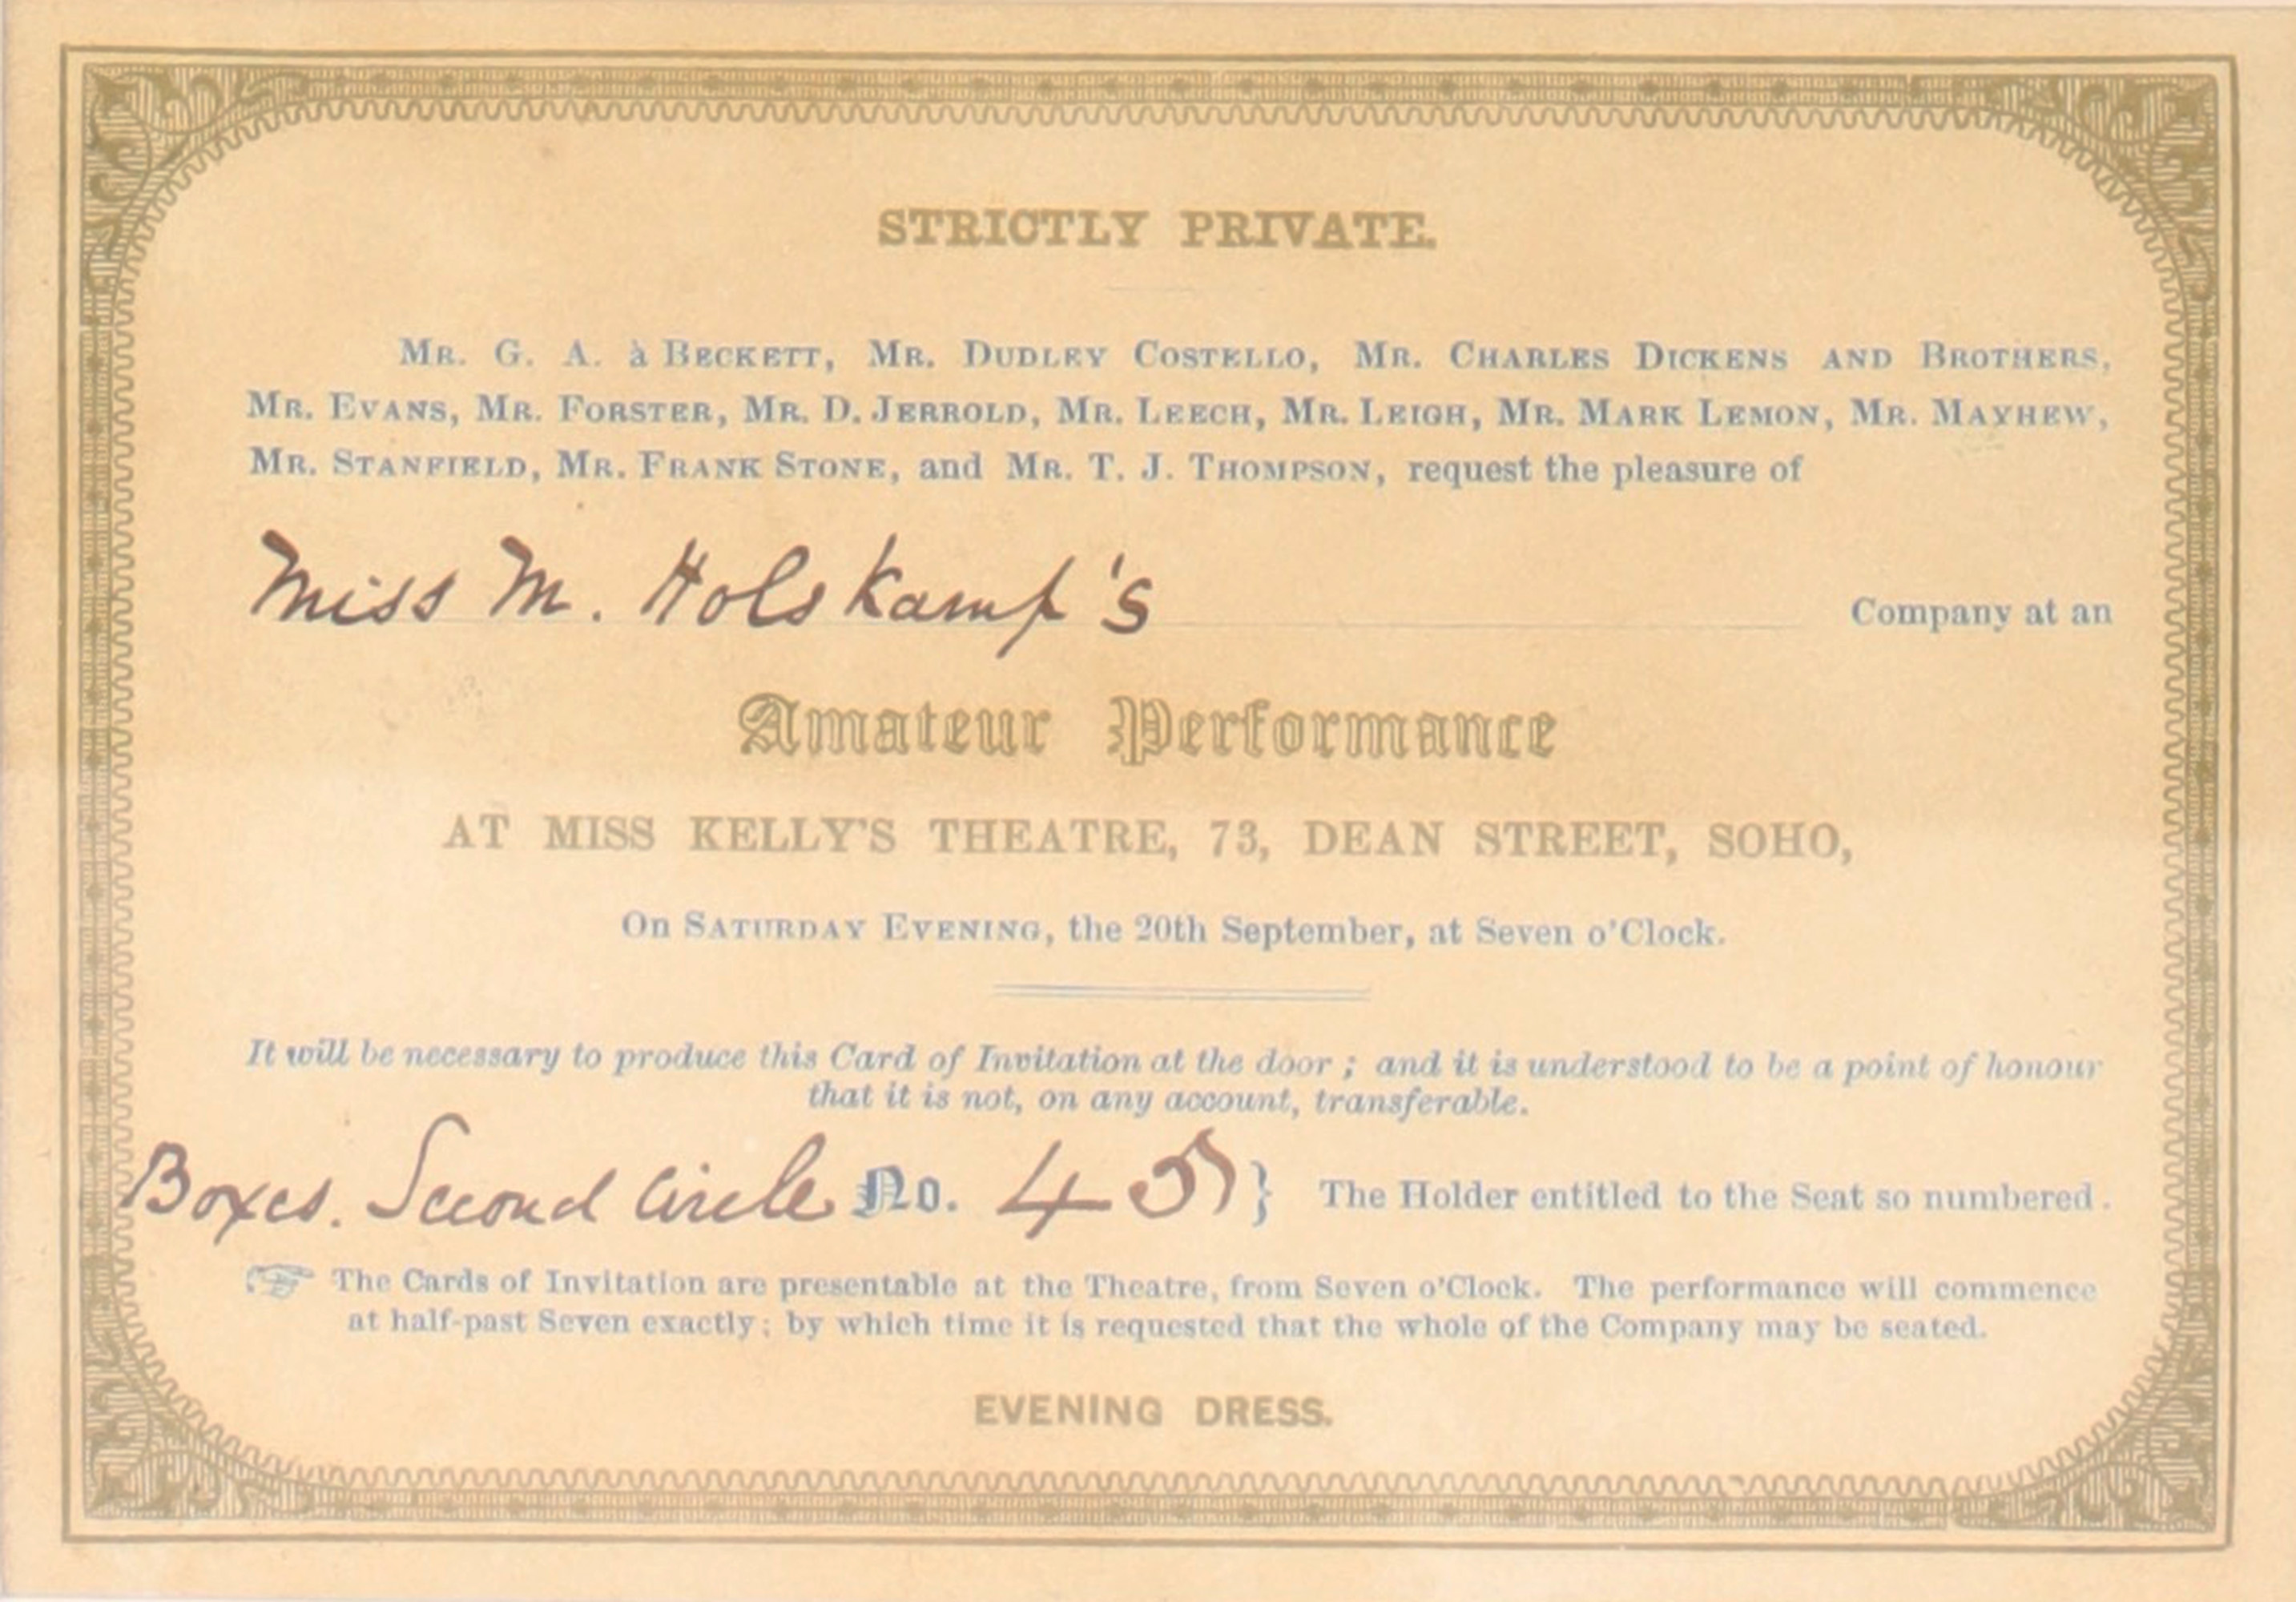 STRICTLY PRIVATE.
MR. G. A. à BECKETT, MR. DUDLEY COSTELLO, MR. CHARLES DICKENS AND BROTHERS,
MR. EVANS, MR. FORSTER, MR. D. JERROLD, MR. LEECH, MR. LEIGH, MR. MARK LEMON, MR. MAYHEW,
MR. STANFIELD, MR. FRANK STONE, and MR. T. J. THOMPSON, request the pleasure of
Miss M. Holskamp's Company at an
Amateur Performance
AT MISS KELLY'S THEATRE, 73, DEAN STREET, SOHO,
On SATURDAY EVENING, the 20th September, at Seven o'Clock.
It will be necessary to produce this Card of Invitation at the door; and it is understood to be a point of honour
that it is not, on any account, transferable.
Boxes. Second Circle No. 45 } The Holder entitled to the Seat so numbered.
☞ The Cards of Invitation are presentable at the Theatre, from Seven o'Clock. The performance will commence
at half-past Seven exactly; by which time it is requested that the whole of the Company may be seated.
EVENING DRESS.